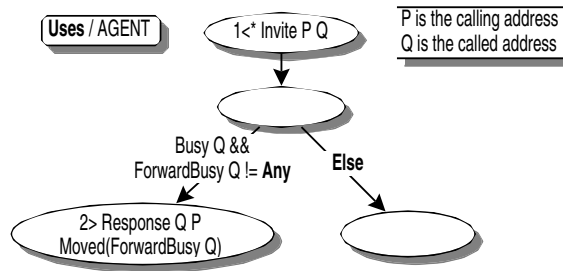 Uses / AGENT
1<* Invite P Q
P is the calling address
Q is the called address
Busy Q &&
ForwardBusy Q != Any
Else
2> Response Q P
Moved(ForwardBusy Q)